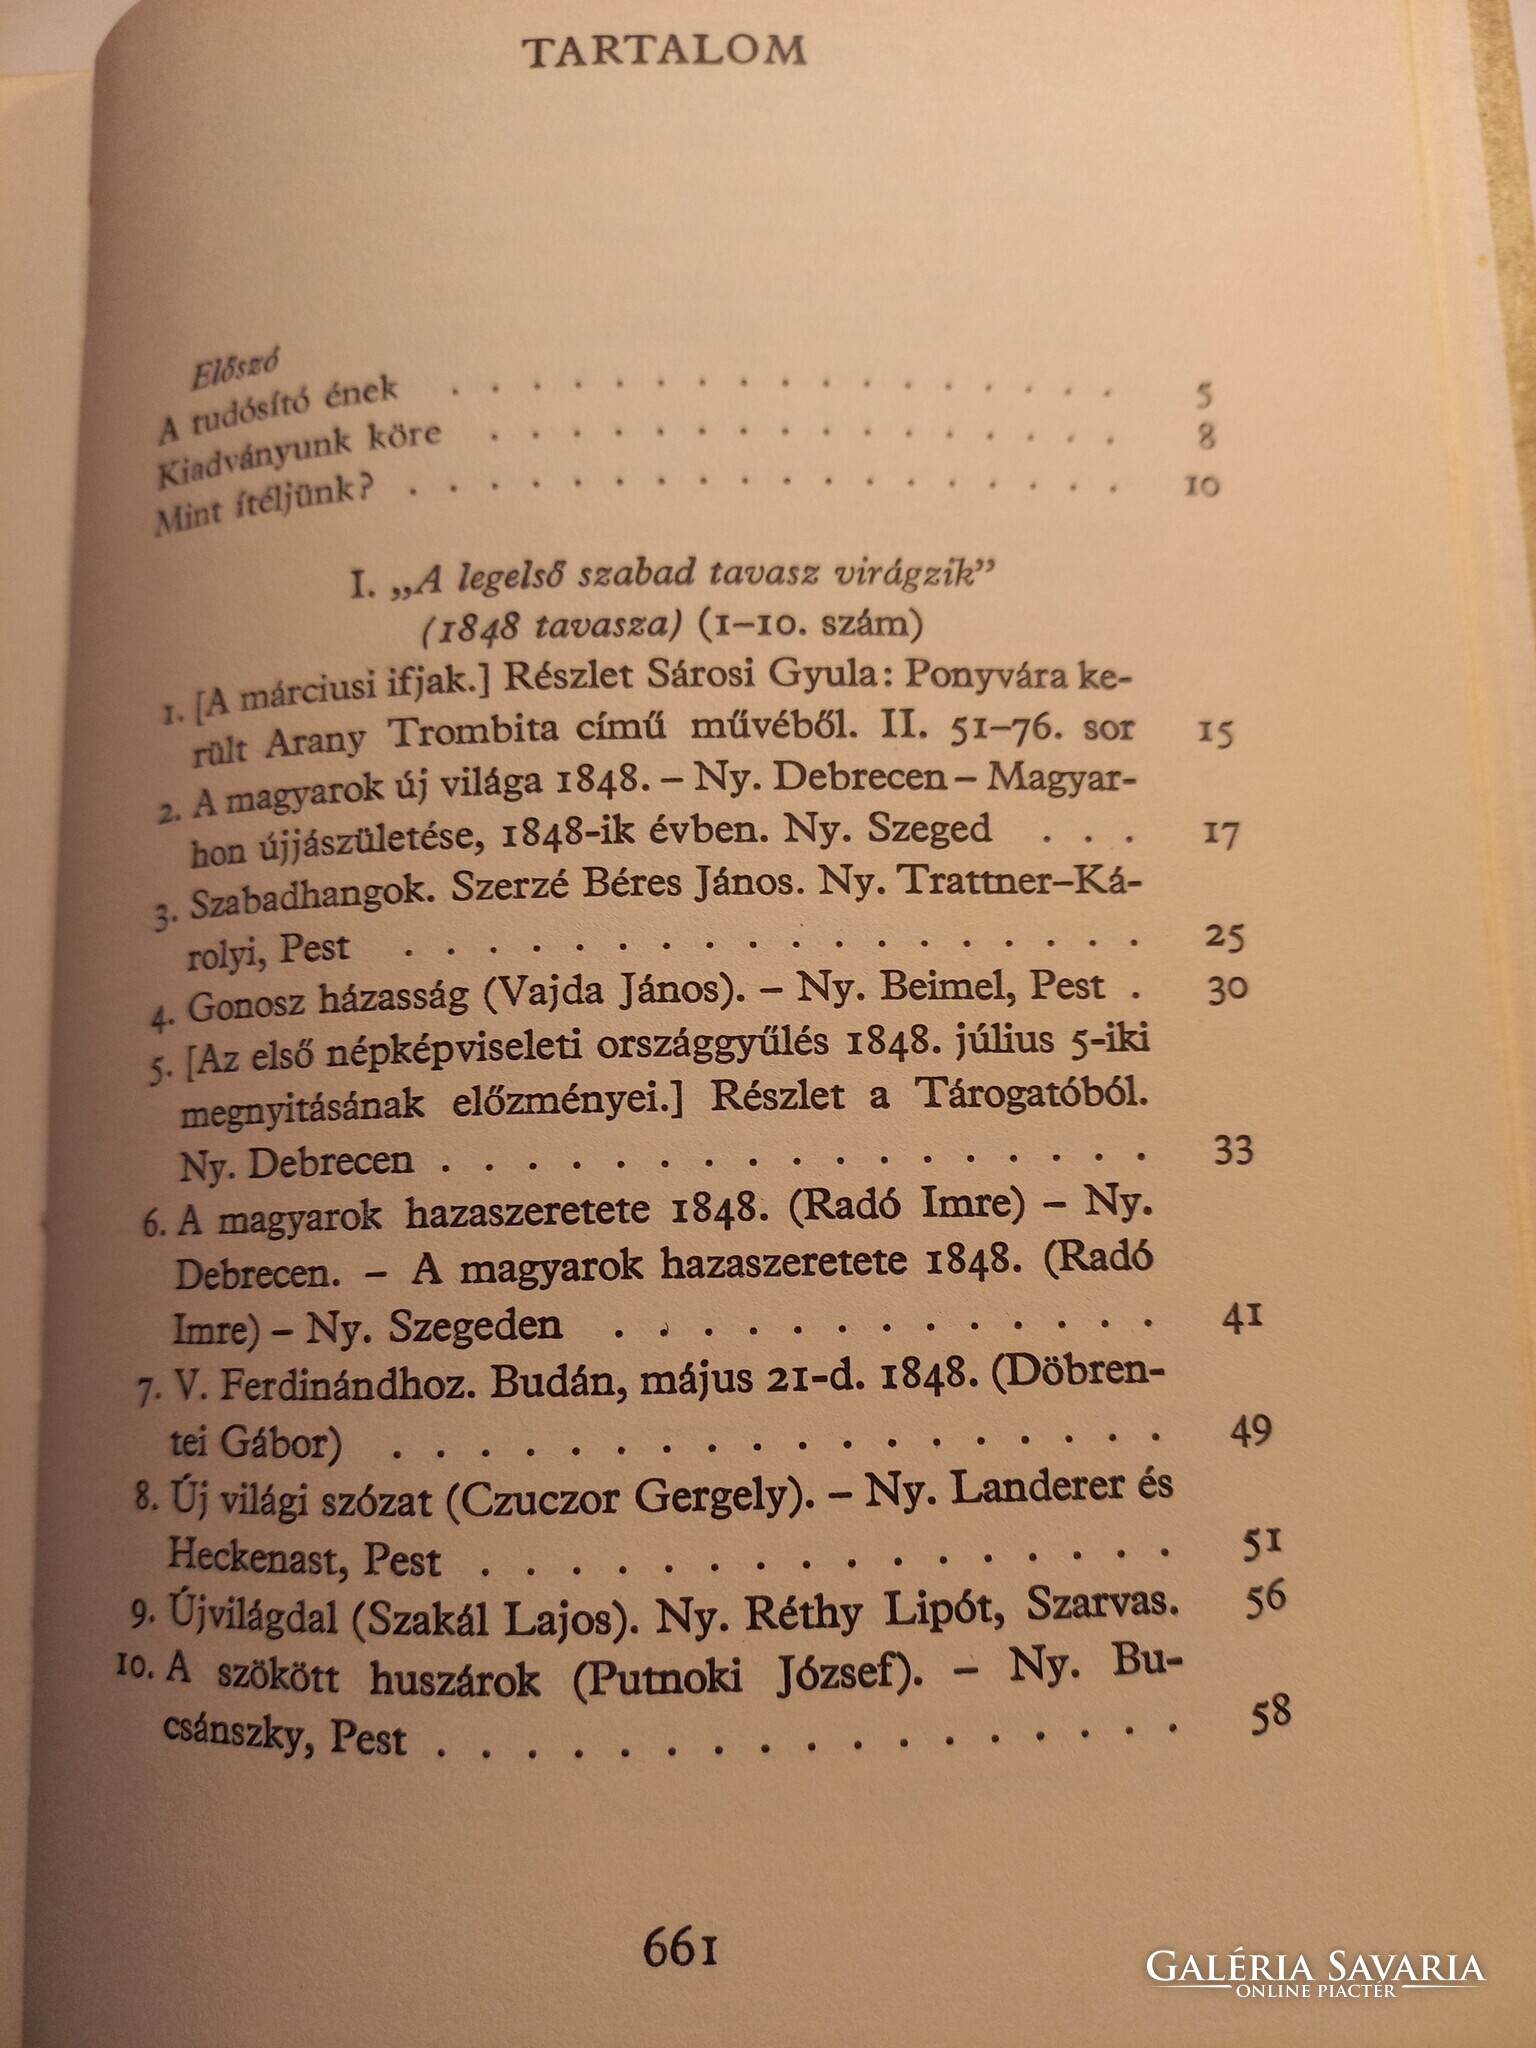 TARTALOM
Előszó
A tudósító ének . . . . . . . . . . . . . . . . . 5
Kiadványunk köre . . . . . . . . . . . . . . . . 8
Mint ítéljünk? . . . . . . . . . . . . . . . . . . 10
I. „A legelső szabad tavasz virágzik”
(1848 tavasza) (1–10. szám)
1. [A márciusi ifjak.] Részlet Sárosi Gyula: Ponyvára ke-
rült Arany Trombita című művéből. II. 51–76. sor 15
2. A magyarok új világa 1848. – Ny. Debrecen – Magyar-
hon újjászületése, 1848-ik évben. Ny. Szeged . . . 17
3. Szabadhangok. Szerzé Béres János. Ny. Trattner–Ká-
rolyi, Pest . . . . . . . . . . . . . . . . . . 25
4. Gonosz házasság (Vajda János). – Ny. Beimel, Pest . 30
5. [Az első népképviseleti országgyűlés 1848. július 5-iki
megnyitásának előzményei.] Részlet a Tárogatóból.
Ny. Debrecen . . . . . . . . . . . . . . . . . 33
6. A magyarok hazaszeretete 1848. (Radó Imre) – Ny.
Debrecen. – A magyarok hazaszeretete 1848. (Radó
Imre) – Ny. Szegeden . . . . . . . . . . . . . 41
7. V. Ferdinándhoz. Budán, május 21-d. 1848. (Döbren-
tei Gábor) . . . . . . . . . . . . . . . . . . 49
8. Új világi szózat (Czuczor Gergely). – Ny. Landerer és
Heckenast, Pest . . . . . . . . . . . . . . . . 51
9. Újvilágdal (Szakál Lajos). Ny. Réthy Lipót, Szarvas. 56
10. A szökött huszárok (Putnoki József). – Ny. Bu-
csánszky, Pest . . . . . . . . . . . . . . . . . 58
661
GALÉRIA SAVARIA
ONLINE PIACTÉR